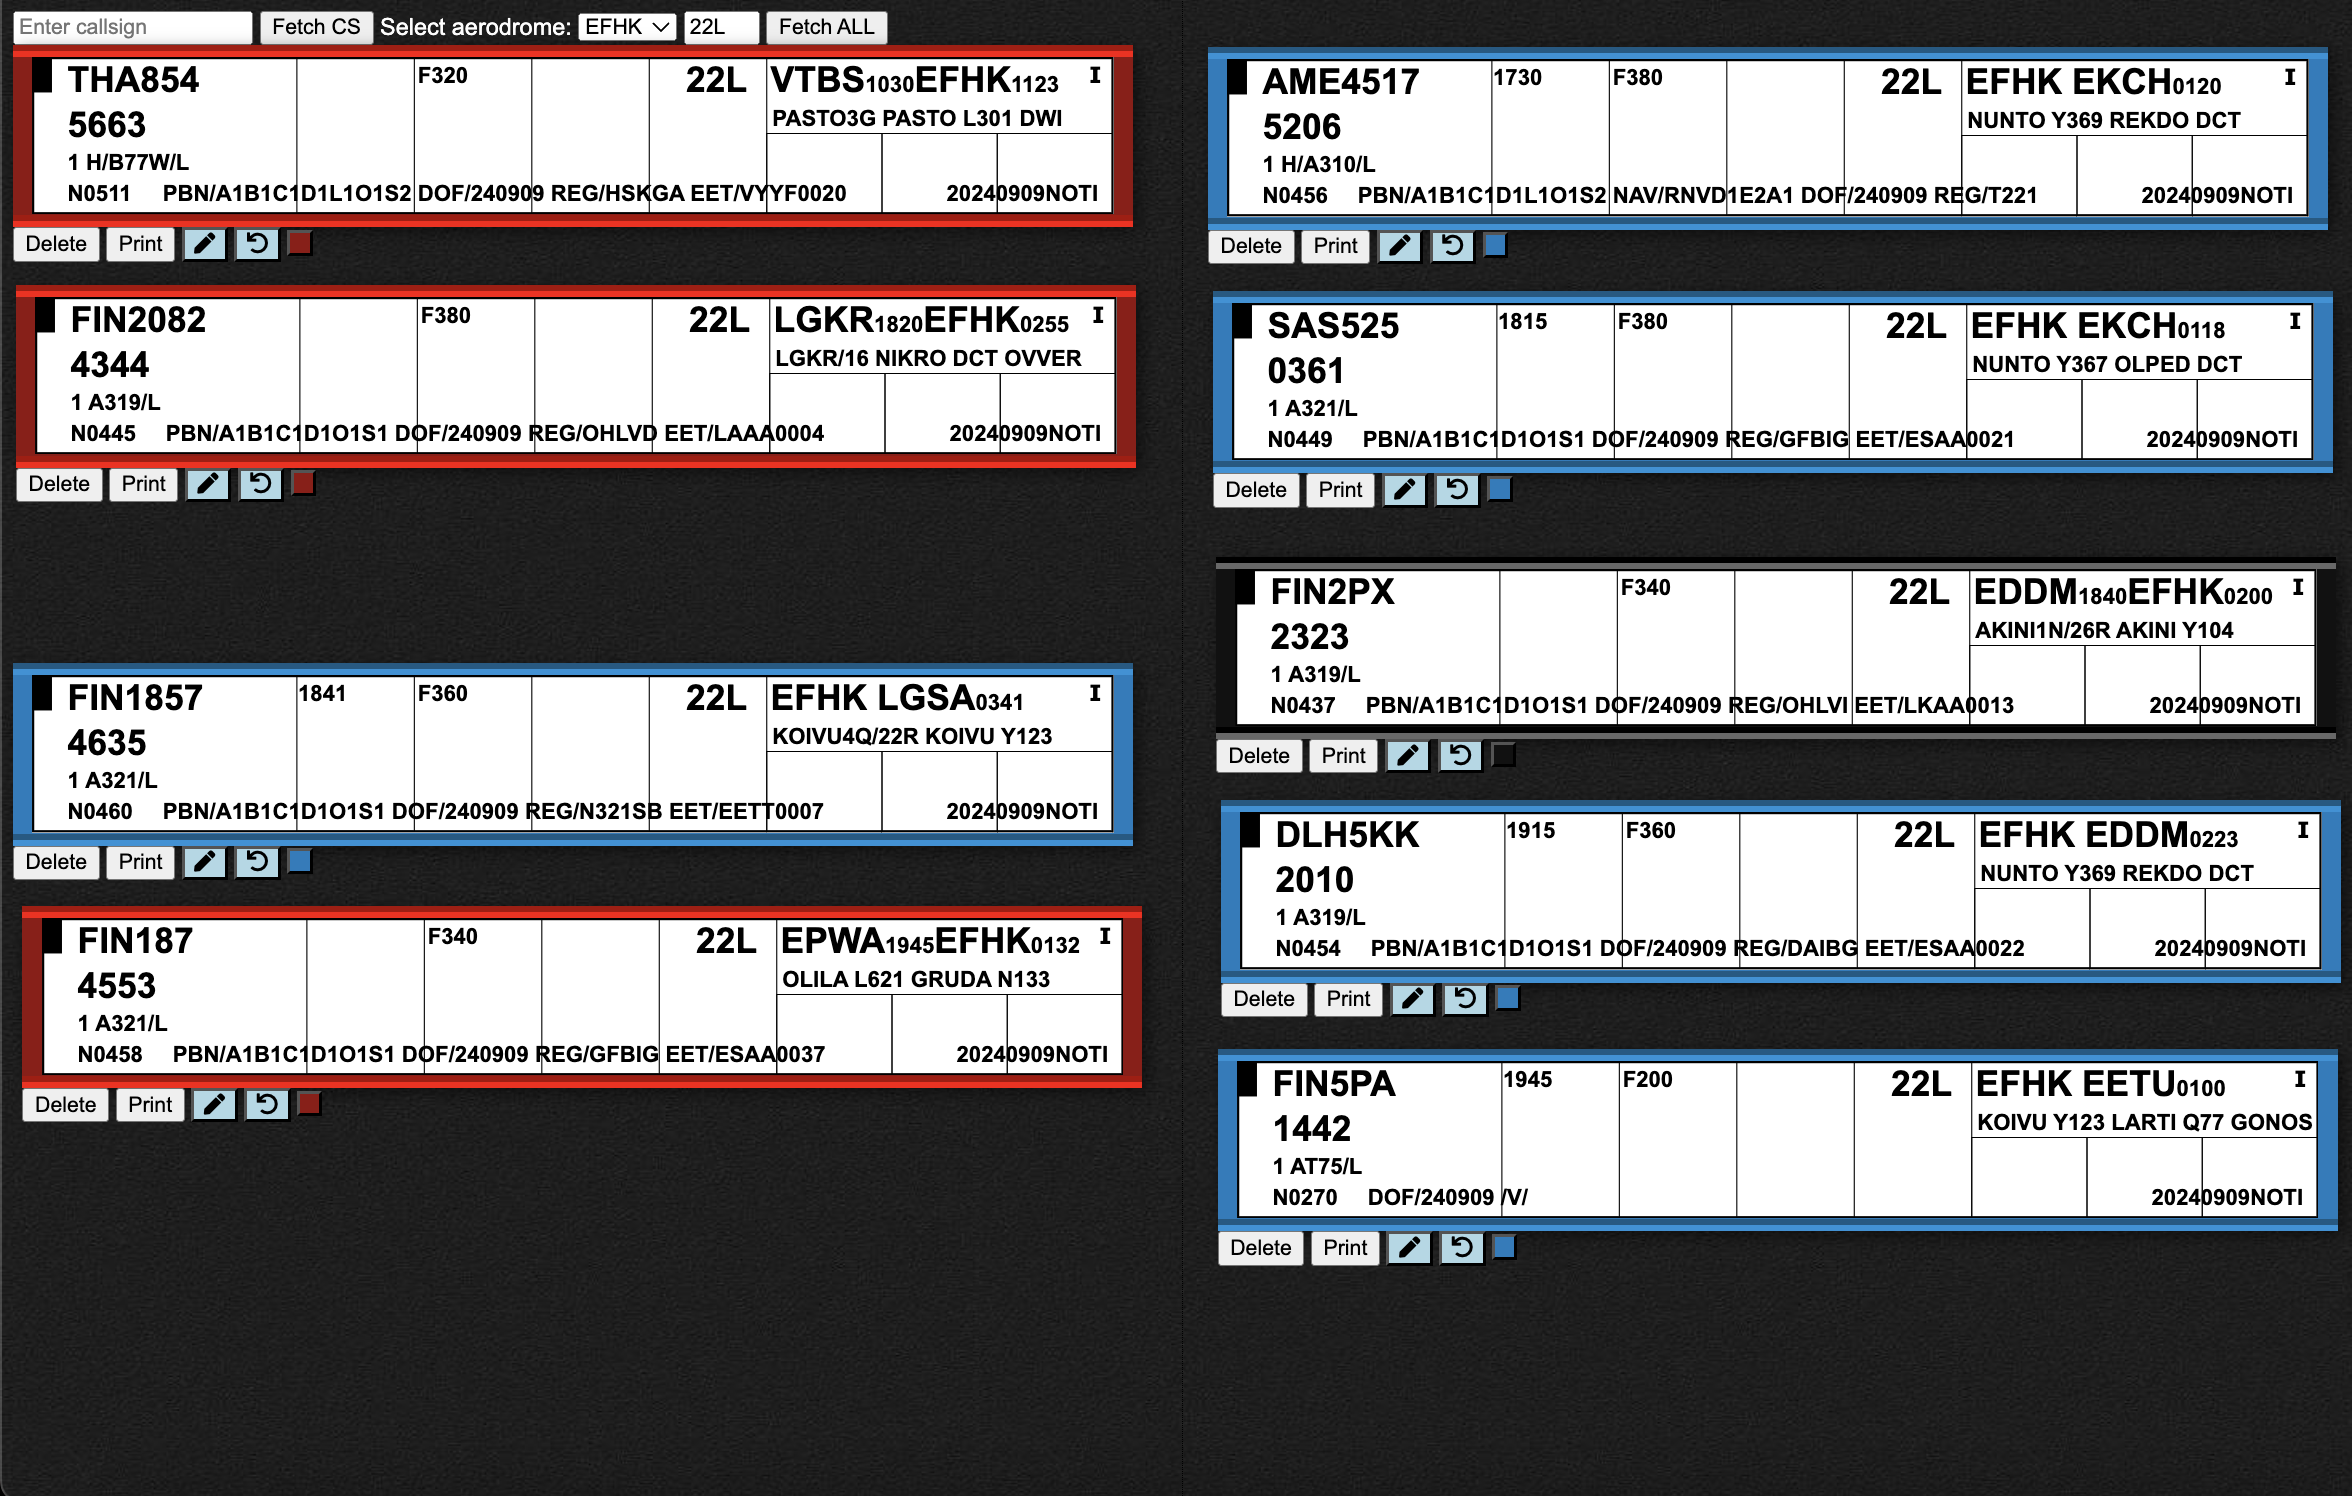 Enter callsign Fetch CS Select aerodrome: EFHK 22L Fetch ALL
THA854 F320 22L VTBS1030EFHK1123 I
5663 PASTO3G PASTO L301 DWI
1 H/B77W/L
N0511 PBN/A1B1C1D1L1O1S2 DOF/240909 REG/HSKGA EET/VYYF0020 20240909NOTI
Delete Print
FIN2082 F380 22L LGKR1820EFHK0255 I
4344 LGKR/16 NIKRO DCT OVVER
1 A319/L
N0445 PBN/A1B1C1D1O1S1 DOF/240909 REG/OHLVD EET/LAAA0004 20240909NOTI
Delete Print
FIN1857 1841 F360 22L EFHK LGSA0341 I
4635 KOIVU4Q/22R KOIVU Y123
1 A321/L
N0460 PBN/A1B1C1D1O1S1 DOF/240909 REG/N321SB EET/EETT0007 20240909NOTI
Delete Print
FIN187 F340 22L EPWA1945EFHK0132 I
4553 OLILA L621 GRUDA N133
1 A321/L
N0458 PBN/A1B1C1D1O1S1 DOF/240909 REG/GFBIG EET/ESAA0037 20240909NOTI
Delete Print
AME4517 1730 F380 22L EFHK EKCH0120 I
5206 NUNTO Y369 REKDO DCT
1 H/A310/L
N0456 PBN/A1B1C1D1L1O1S2 NAV/RNVD1E2A1 DOF/240909 REG/T221 20240909NOTI
Delete Print
SAS525 1815 F380 22L EFHK EKCH0118 I
0361 NUNTO Y367 OLPED DCT
1 A321/L
N0449 PBN/A1B1C1D1O1S1 DOF/240909 REG/GFBIG EET/ESAA0021 20240909NOTI
Delete Print
FIN2PX F340 22L EDDM1840EFHK0200 I
2323 AKINI1N/26R AKINI Y104
1 A319/L
N0437 PBN/A1B1C1D1O1S1 DOF/240909 REG/OHLVI EET/LKAA0013 20240909NOTI
Delete Print
DLH5KK 1915 F360 22L EFHK EDDM0223 I
2010 NUNTO Y369 REKDO DCT
1 A319/L
N0454 PBN/A1B1C1D1O1S1 DOF/240909 REG/DAIBG EET/ESAA0022 20240909NOTI
Delete Print
FIN5PA 1945 F200 22L EFHK EETU0100 I
1442 KOIVU Y123 LARTI Q77 GONOS
1 AT75/L
N0270 DOF/240909 /V/ 20240909NOTI
Delete Print